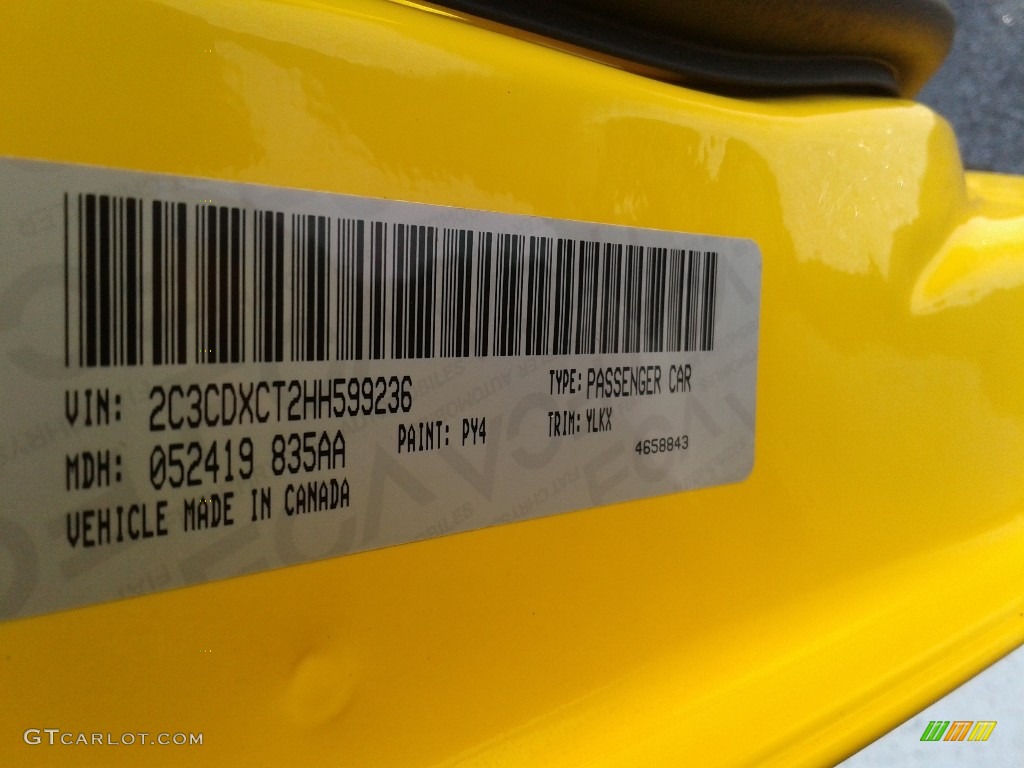 VIN: 2C3CDXCT2HH599236
TYPE: PASSENGER CAR
MDH: 052419 835AA
PAINT: PY4
TRIM: YLKX
4658843
VEHICLE MADE IN CANADA
GTCARLOT.COM